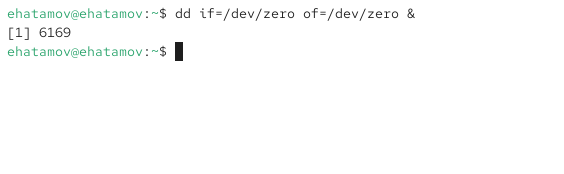 ehatamov@ehatamov:~$ dd if=/dev/zero of=/dev/zero &
[1] 6169
ehatamov@ehatamov:~$